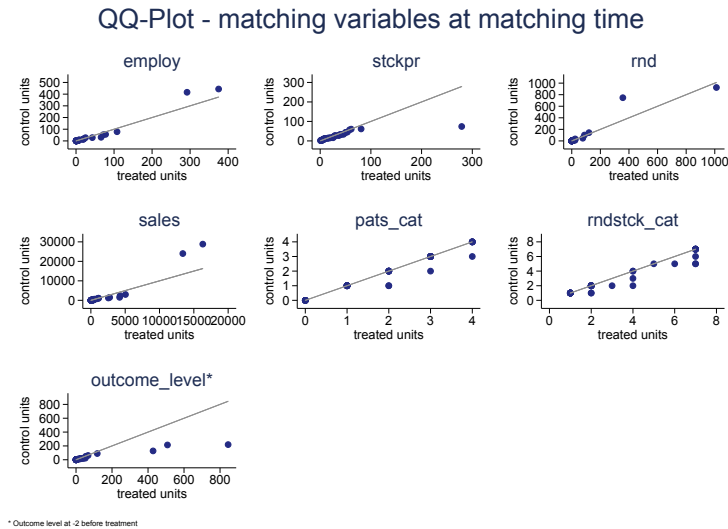 QQ-Plot - matching variables at matching time
employ
500
400
300
200
100
0
control units
0 100 200 300 400
treated units
stckpr
300
200
100
0
control units
0 100 200 300
treated units
rnd
1000
800
600
400
200
0
control units
0 200 400 600 800 1000
treated units
sales
30000
20000
10000
0
control units
0 5000 10000 15000 20000
treated units
pats_cat
4
3
2
1
0
control units
0 1 2 3 4
treated units
rndstck_cat
8
6
4
2
0
control units
0 2 4 6 8
treated units
outcome_level*
800
600
400
200
0
control units
0 200 400 600 800
treated units
* Outcome level at -2 before treatment